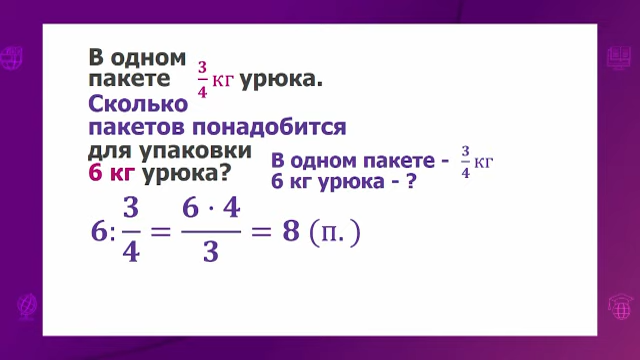 В одном
пакете 3/4 кг урюка.
Сколько
пакетов понадобится
для упаковки
6 кг урюка?
В одном пакете - 3/4 кг
6 кг урюка - ?
6: 3/4 = (6 · 4)/3 = 8 (п.)